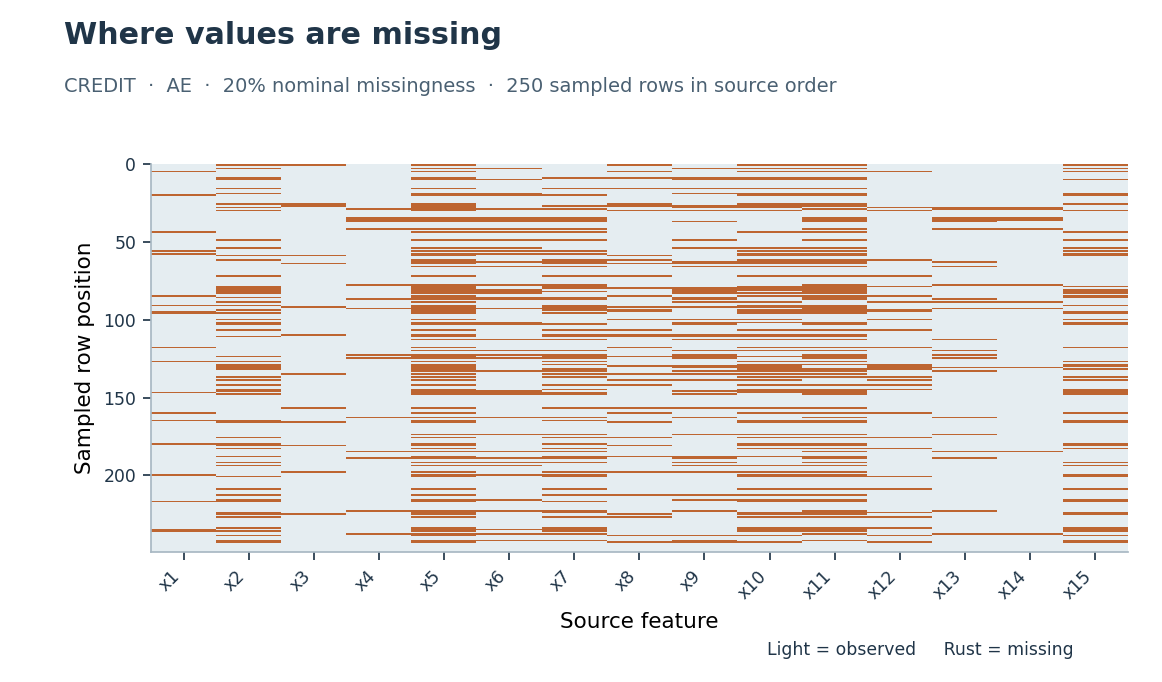 Where values are missing
CREDIT · AE · 20% nominal missingness · 250 sampled rows in source order
0
50
100
150
200
Sampled row position
x1 x2 x3 x4 x5 x6 x7 x8 x9 x10 x11 x12 x13 x14 x15
Source feature
Light = observed Rust = missing